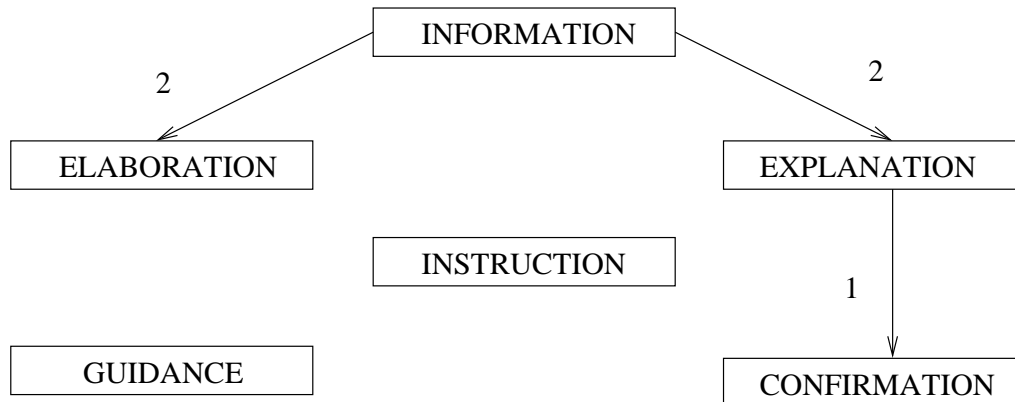 INFORMATION
2
2
ELABORATION
EXPLANATION
INSTRUCTION
1
GUIDANCE
CONFIRMATION